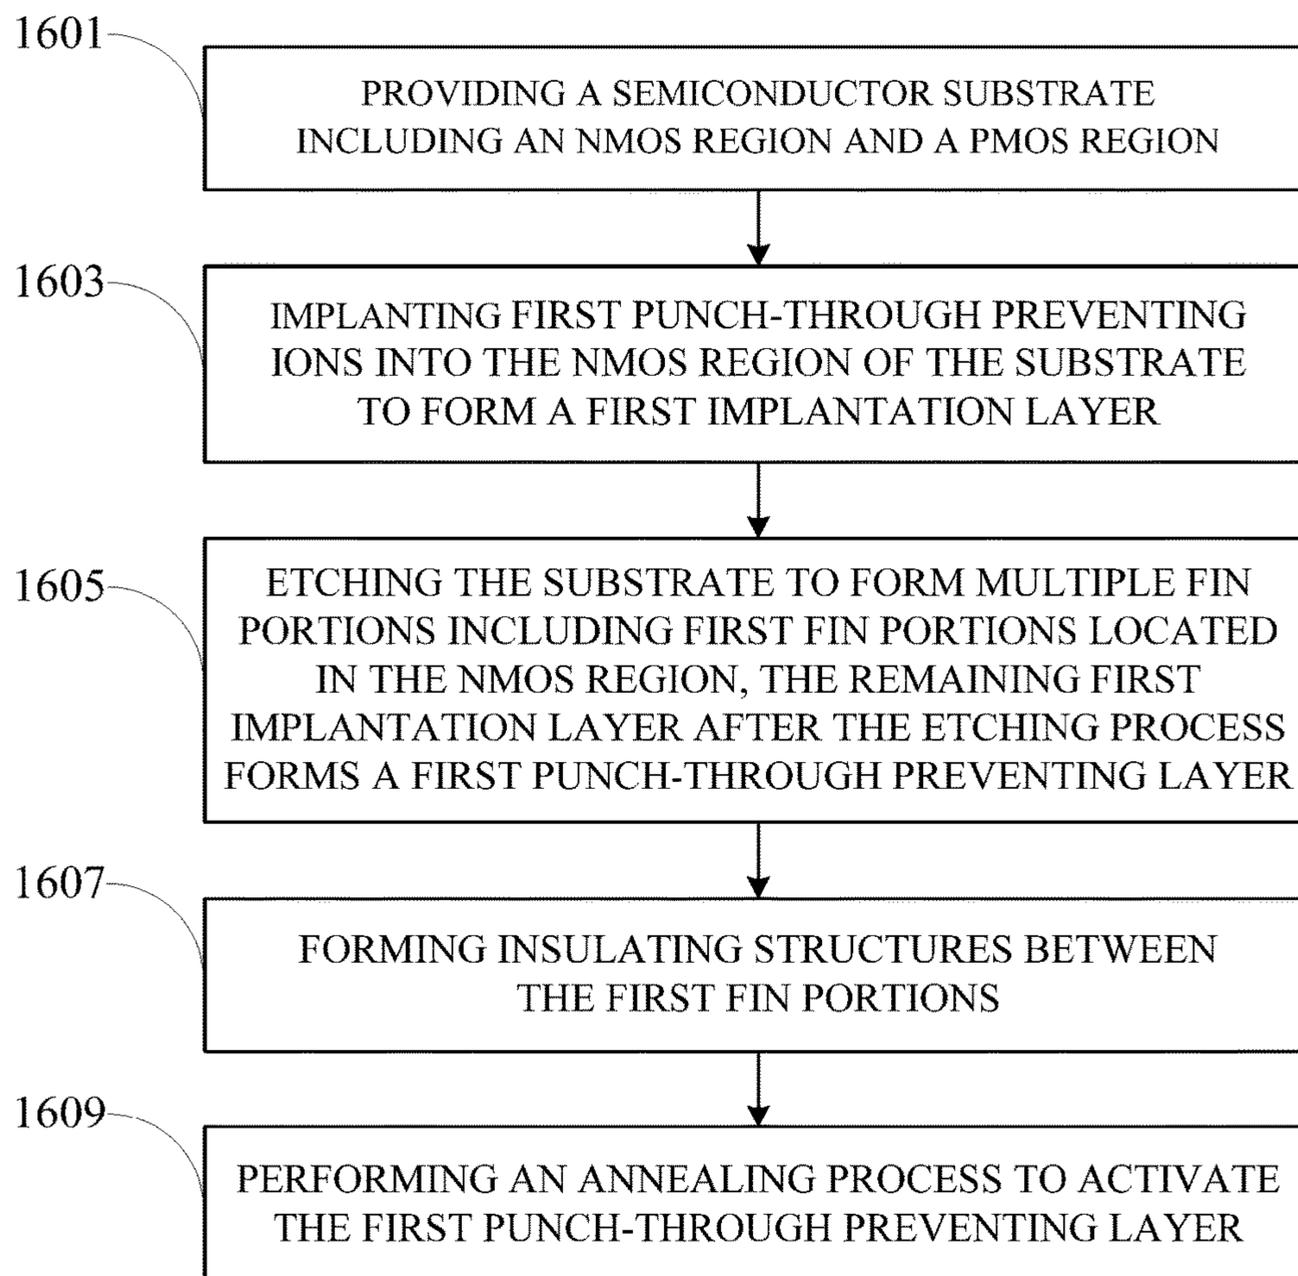 1601
PROVIDING A SEMICONDUCTOR SUBSTRATE
INCLUDING AN NMOS REGION AND A PMOS REGION
1603
IMPLANTING FIRST PUNCH-THROUGH PREVENTING
IONS INTO THE NMOS REGION OF THE SUBSTRATE
TO FORM A FIRST IMPLANTATION LAYER
1605
ETCHING THE SUBSTRATE TO FORM MULTIPLE FIN
PORTIONS INCLUDING FIRST FIN PORTIONS LOCATED
IN THE NMOS REGION, THE REMAINING FIRST
IMPLANTATION LAYER AFTER THE ETCHING PROCESS
FORMS A FIRST PUNCH-THROUGH PREVENTING LAYER
1607
FORMING INSULATING STRUCTURES BETWEEN
THE FIRST FIN PORTIONS
1609
PERFORMING AN ANNEALING PROCESS TO ACTIVATE
THE FIRST PUNCH-THROUGH PREVENTING LAYER